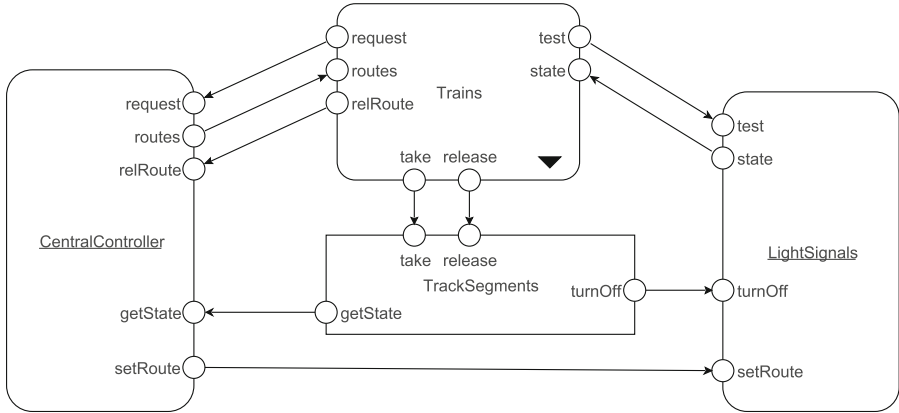 request
test
routes
state
Trains
relRoute
request
routes
relRoute
test
state
take
release
CentralController
take
release
TrackSegments
LightSignals
turnOff
turnOff
getState
getState
setRoute
setRoute